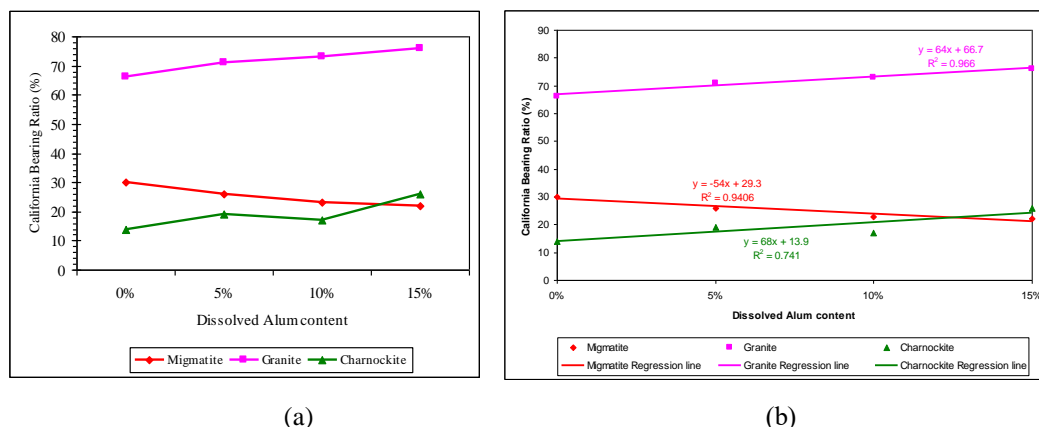 80
70
60
50
40
30
20
10
0
California Bearing Ratio (%)
0% 5% 10% 15%
Dissolved Alum content
Migmatite Granite Charnockite
(a)
90
80
70
60
50
40
30
20
10
0
California Bearing Ratio (%)
y = 64x + 66.7
R² = 0.966
y = -54x + 29.3
R² = 0.9406
y = 68x + 13.9
R² = 0.741
0% 5% 10% 15%
Dissolved Alum content
Migmatite Granite Charnockite
Migmatite Regression line Granite Regression line Charnockite Regression line
(b)